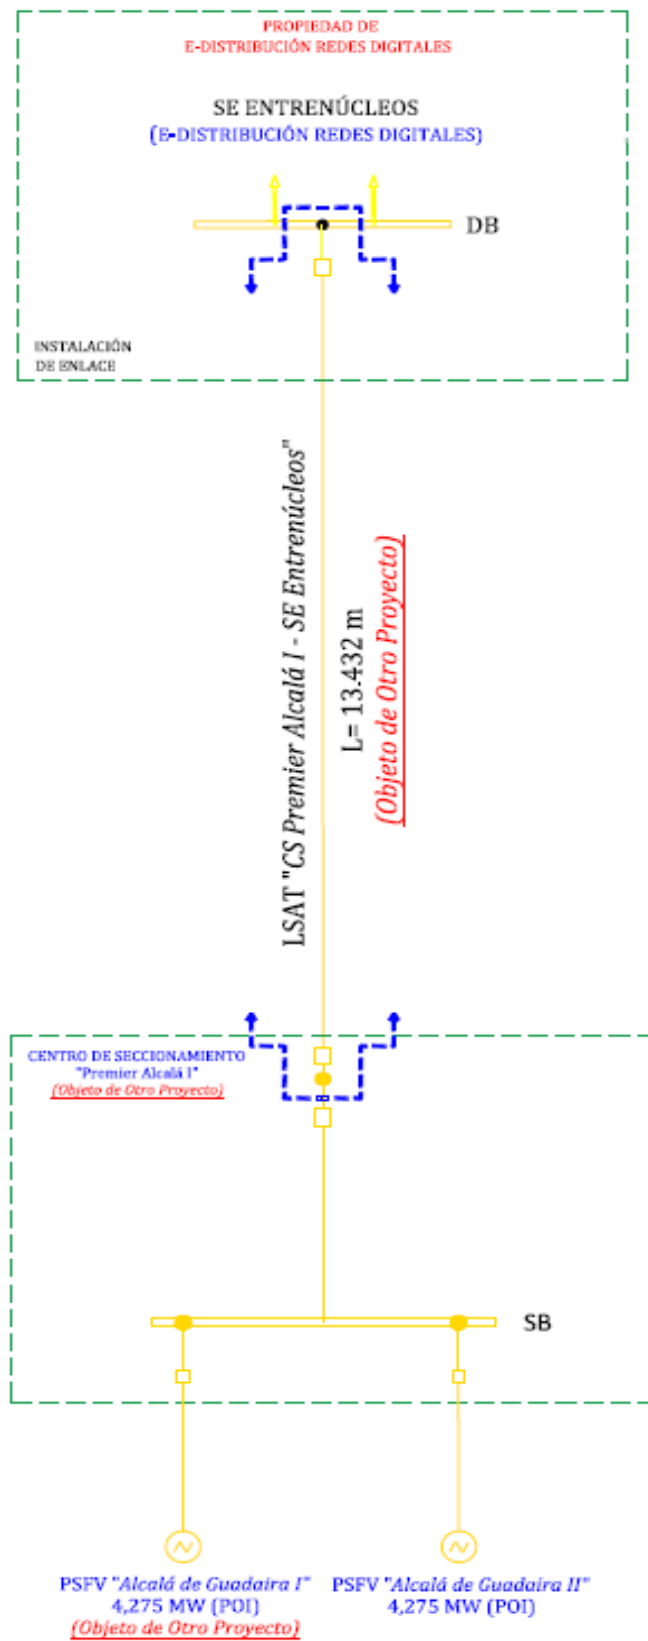 PROPIEDAD DE
E-DISTRIBUCIÓN REDES DIGITALES
SE ENTRENÚCLEOS
(E-DISTRIBUCIÓN REDES DIGITALES)
DB
INSTALACIÓN
DE ENLACE
LSAT "CS Premier Alcalá I - SE Entrenúcleos"
L= 13.432 m
(Objeto de Otro Proyecto)
CENTRO DE SECCIONAMIENTO
"Premier Alcalá I"
(Objeto de Otro Proyecto)
SB
PSFV "Alcalá de Guadaira I"
4,275 MW (POI)
(Objeto de Otro Proyecto)
PSFV "Alcalá de Guadaira II"
4,275 MW (POI)